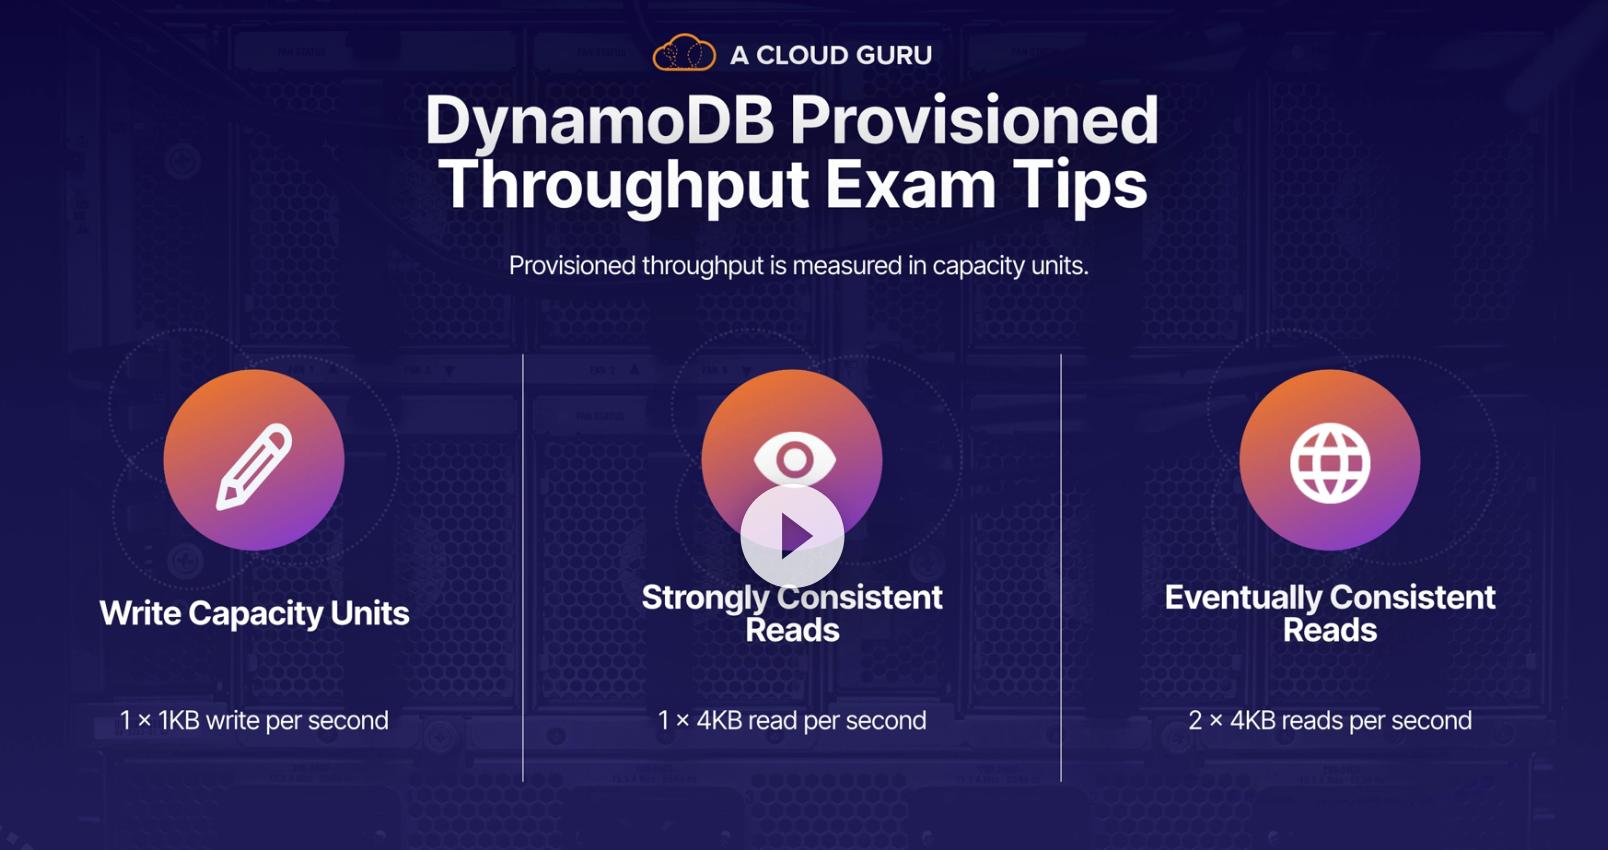 A CLOUD GURU
DynamoDB Provisioned
Throughput Exam Tips
Provisioned throughput is measured in capacity units.
Write Capacity Units
1 × 1KB write per second
Strongly Consistent
Reads
1 × 4KB read per second
Eventually Consistent
Reads
2 × 4KB reads per second